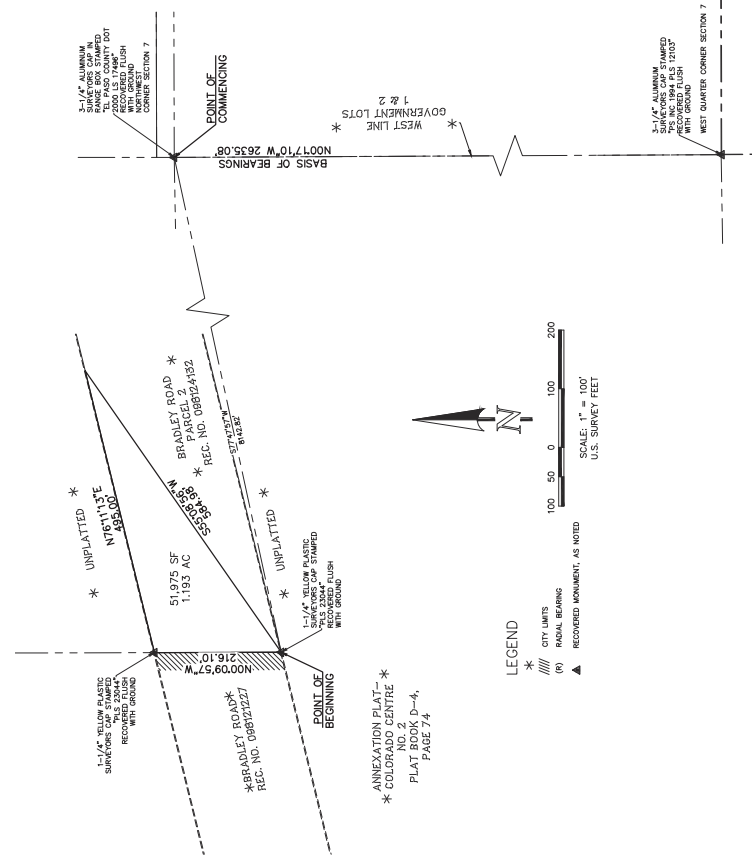 3-1/4" ALUMINUM
SURVEYORS CAP IN
RANGE BOX STAMPED
"EL PASO COUNTY DOT
2000 LS 17496"
RECOVERED FLUSH
WITH GROUND
NORTHWEST
CORNER SECTION 7
POINT OF
COMMENCING
BASIS OF BEARINGS
N00°17'10"W 2635.08'
* WEST LINE *
GOVERNMENT LOTS
1 & 2
3-1/4" ALUMINUM
SURVEYORS CAP STAMPED
"PS INC 1994 PLS 12103"
RECOVERED FLUSH
WITH GROUND
WEST QUARTER CORNER SECTION 7
* UNPLATTED *
N76°11'13"E
495.00'
BRADLEY ROAD *
PARCEL 2
* REC. NO. 098124132
S55°08'56"W
584.98'
S77°47'57"W
8142.82'
51,975 SF
1.193 AC
* UNPLATTED *
1-1/4" YELLOW PLASTIC
SURVEYORS CAP STAMPED
"PLS 23044"
RECOVERED FLUSH
WITH GROUND
1-1/4" YELLOW PLASTIC
SURVEYORS CAP STAMPED
"PLS 23044"
RECOVERED FLUSH
WITH GROUND
N00°09'57"W
216.10'
*BRADLEY ROAD*
REC. NO. 098121227
POINT OF
BEGINNING
ANNEXATION PLAT-
* COLORADO CENTRE *
NO. 2
PLAT BOOK D-4,
PAGE 74
N
100 50 0 100 200
SCALE: 1" = 100'
U.S. SURVEY FEET
LEGEND
*
CITY LIMITS
(R) RADIAL BEARING
RECOVERED MONUMENT, AS NOTED